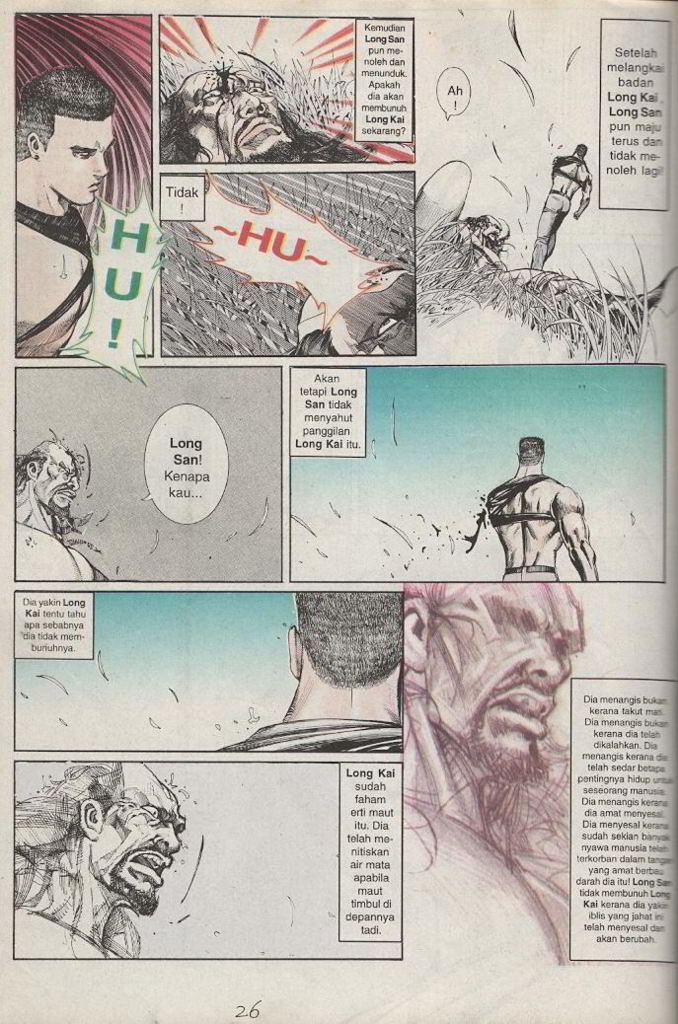 Kemudian
Long San
pun me-
noleh dan
menunduk.
Apakah
dia akan
membunuh
Long Kai
sekarang?
HU!
Tidak
!
~HU~
Ah
!
Setelah
melangkai
badan
Long Kai,
Long San
pun maju
terus dan
tidak me-
noleh lagi!
Long
San!
Kenapa
kau...
Akan
tetapi Long
San tidak
menyahut
panggilan
Long Kai itu.
Dia yakin Long
Kai tentu tahu
apa sebabnya
dia tidak mem-
bunuhnya.
Dia menangis bukan
kerana takut mati.
Dia menangis bukan
kerana dia telah
dikalahkan. Dia
menangis kerana dia
telah sedar betapa
pentingnya hidup untuk
seseorang manusia.
Dia menangis kerana
dia amat menyesal.
Dia menyesal kerana
sudah sekian banyak
nyawa manusia telah
terkorban dalam tangan
yang amat berbau
darah dia itu! Long San
tidak membunuh Long
Kai kerana dia yakin
iblis yang jahat ini
telah menyesal dan
akan berubah.
Long Kai
sudah
faham
erti maut
itu. Dia
telah me-
nitiskan
air mata
apabila
maut
timbul di
depannya
tadi.
26